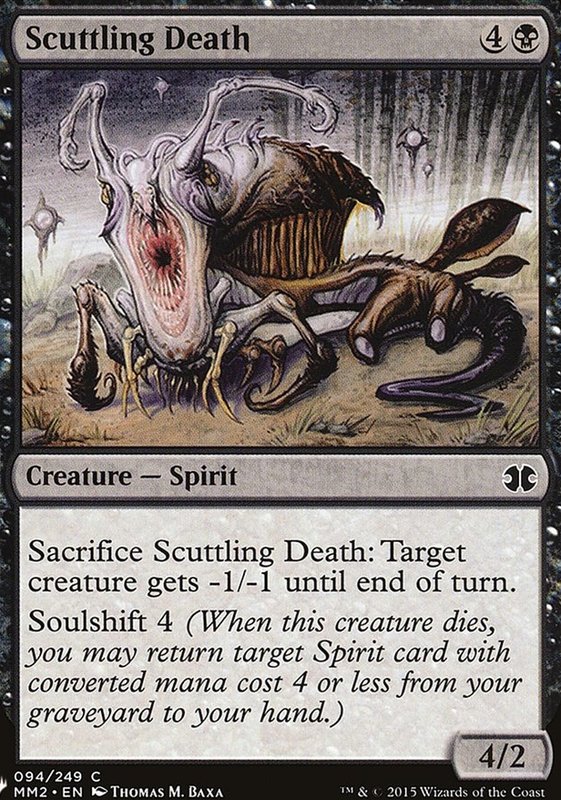 Scuttling Death 4
Creature — Spirit
Sacrifice Scuttling Death: Target
creature gets -1/-1 until end of turn.
Soulshift 4 (When this creature dies,
you may return target Spirit card with
converted mana cost 4 or less from your
graveyard to your hand.)
4/2
094/249 C
MM2 • EN Thomas M. Baxa
™ & © 2015 Wizards of the Coast